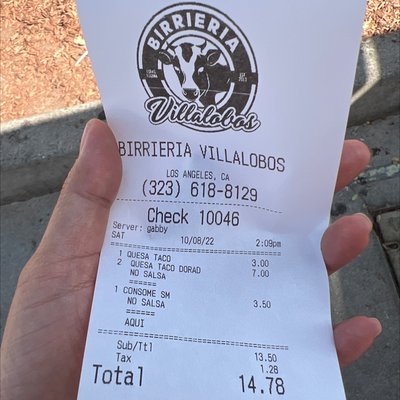 BIRRIERIA
Villalobos
BIRRIERIA VILLALOBOS
LOS ANGELES, CA
(323) 618-8129
Check 10046
Server: gabby
SAT 10/08/22 2:09pm
1 QUESA TACO 3.00
2 QUESA TACO DORAD 7.00
NO SALSA
======
1 CONSOME SM 3.50
NO SALSA
======
AQUI
Sub/Ttl 13.50
Tax 1.28
Total 14.78